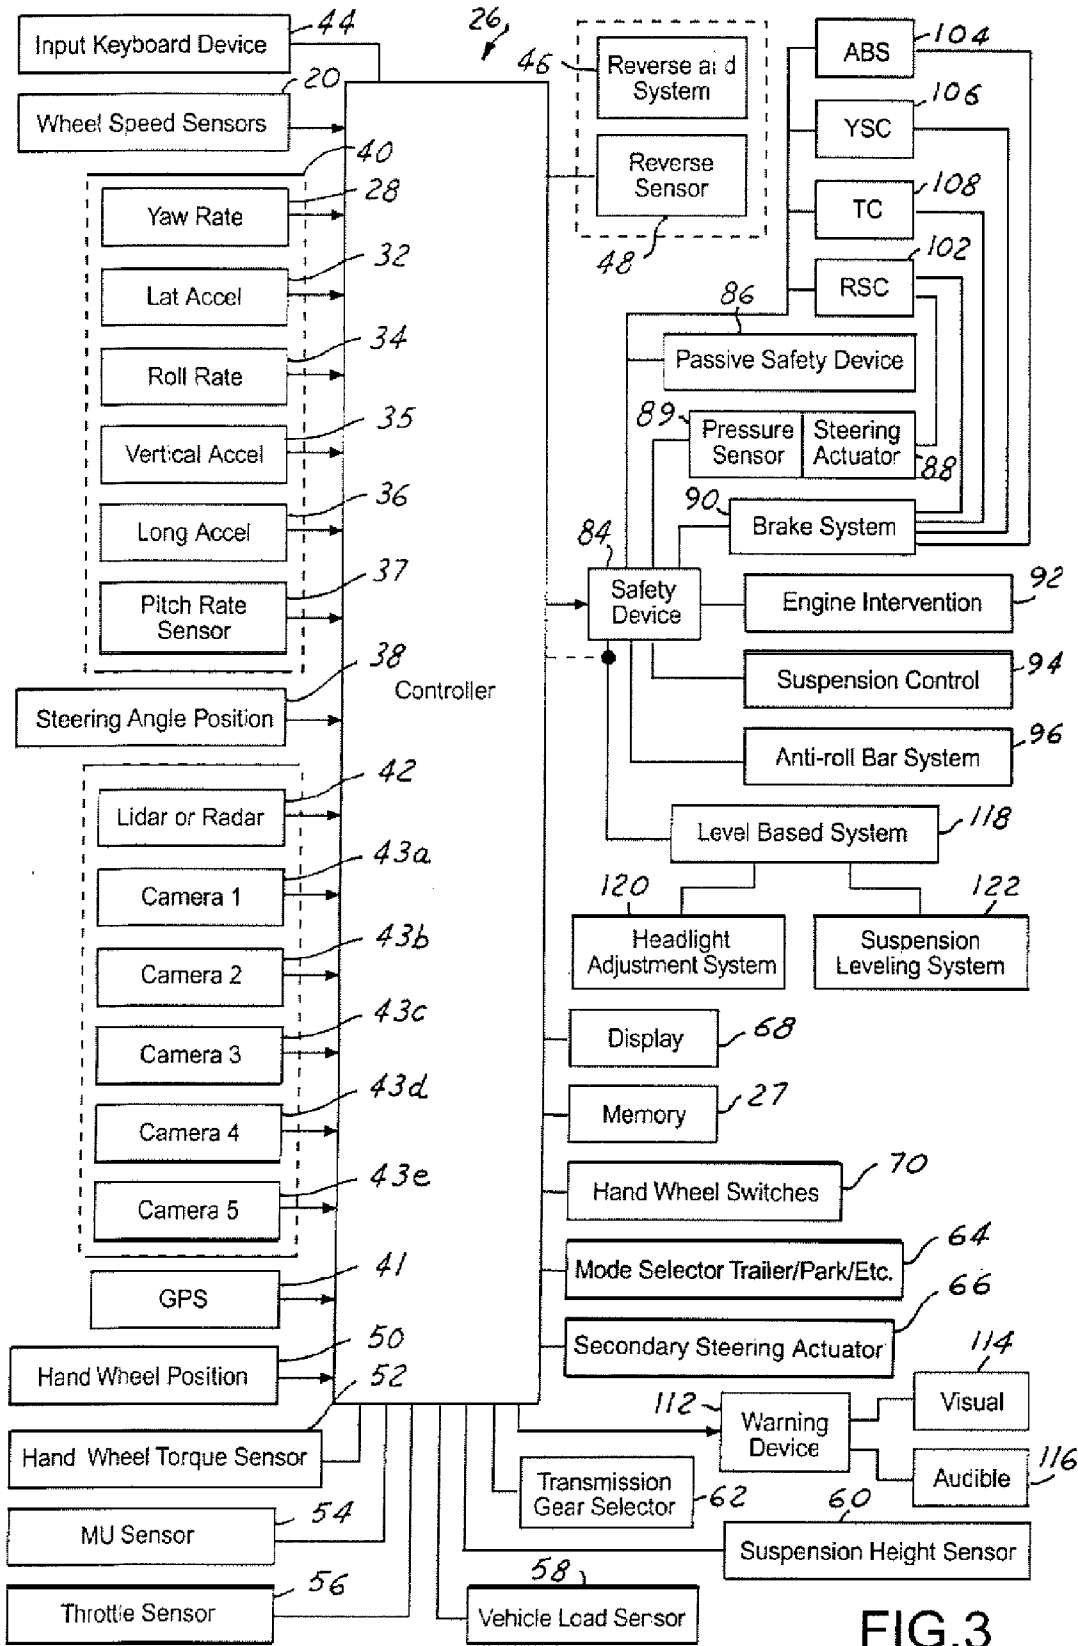 44
Input Keyboard Device
20
Wheel Speed Sensors
40
28
Yaw Rate
32
Lat Accel
34
Roll Rate
35
Vertical Accel
36
Long Accel
37
Pitch Rate
Sensor
38
Steering Angle Position
42
Lidar or Radar
43a
Camera 1
43b
Camera 2
43c
Camera 3
43d
Camera 4
43e
Camera 5
41
GPS
50
Hand Wheel Position
52
Hand Wheel Torque Sensor
54
MU Sensor
56
Throttle Sensor
26
Controller
46
Reverse aid
System
Reverse
Sensor
48
104
ABS
106
YSC
108
TC
102
RSC
86
Passive Safety Device
89
Pressure
Sensor
Steering
Actuator
88
90
Brake System
84
Safety
Device
92
Engine Intervention
94
Suspension Control
96
Anti-roll Bar System
118
Level Based System
120
Headlight
Adjustment System
122
Suspension
Leveling System
68
Display
27
Memory
70
Hand Wheel Switches
64
Mode Selector Trailer/Park/Etc.
66
Secondary Steering Actuator
112
Warning
Device
114
Visual
116
Audible
Transmission
Gear Selector
62
60
Suspension Height Sensor
58
Vehicle Load Sensor
FIG.3